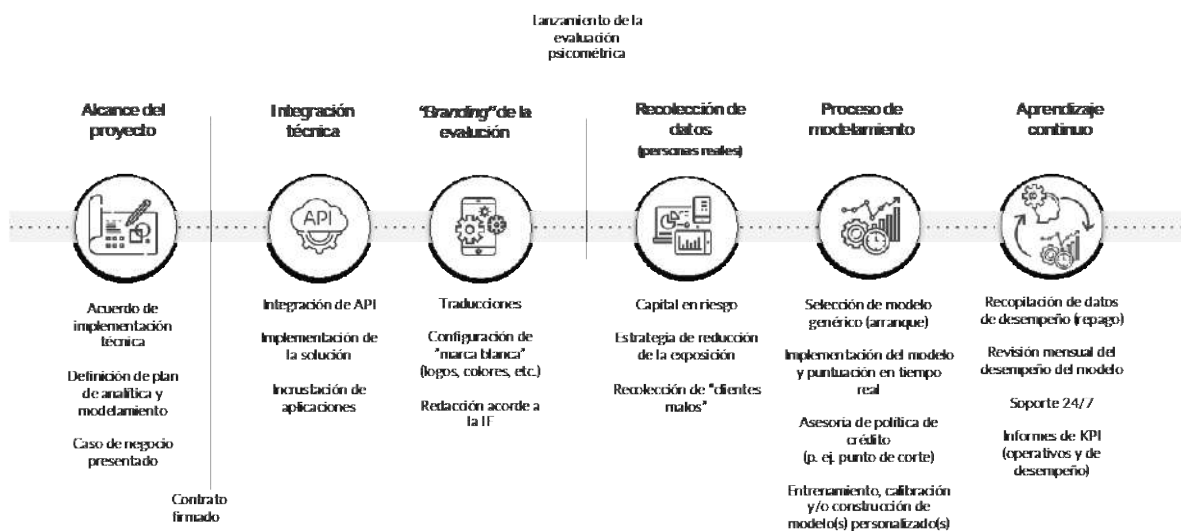 Lanzamiento de la
evaluación
psicométrica
Alcance del
proyecto
Acuerdo de
implementación
técnica
Definición de plan
de analítica y
modelamiento
Caso de negocio
presentado
Contrato
firmado
Integración
técnica
API
Integración de API
Implementación de
la solución
Incrustación de
aplicaciones
"Branding" de la
evalución
Traducciones
Configuración de
"marca blanca"
(logos, colores, etc.)
Redacción acorde a
la IF
Recolección de
datos
(personas reales)
Capital en riesgo
Estrategia de reducción
de la exposición
Recolección de "clientes
malos"
Proceso de
modelamiento
Selección de modelo
genérico (arranque)
Implementación del modelo
y puntuación en tiempo
real
Asesoría de política de
crédito
(p. ej. punto de corte)
Entrenamiento, calibración
y/o construcción de
modelo(s) personalizado(s)
Aprendizaje
continuo
Recopilación de datos
de desempeño (repago)
Revisión mensual del
desempeño del modelo
Soporte 24/7
Informes de KPI
(operativos y de
desempeño)